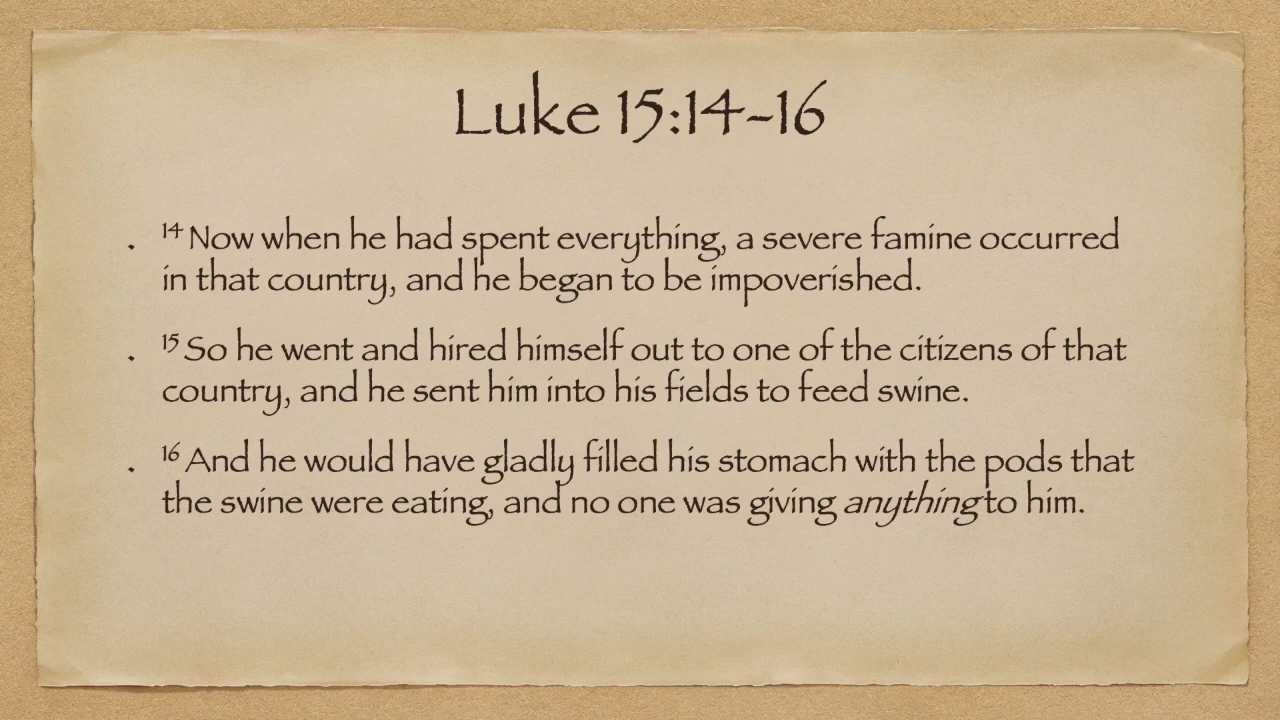 Luke 15:14-16
. 14 Now when he had spent everything, a severe famine occurred
in that country, and he began to be impoverished.
. 15 So he went and hired himself out to one of the citizens of that
country, and he sent him into his fields to feed swine.
. 16 And he would have gladly filled his stomach with the pods that
the swine were eating, and no one was giving anything to him.